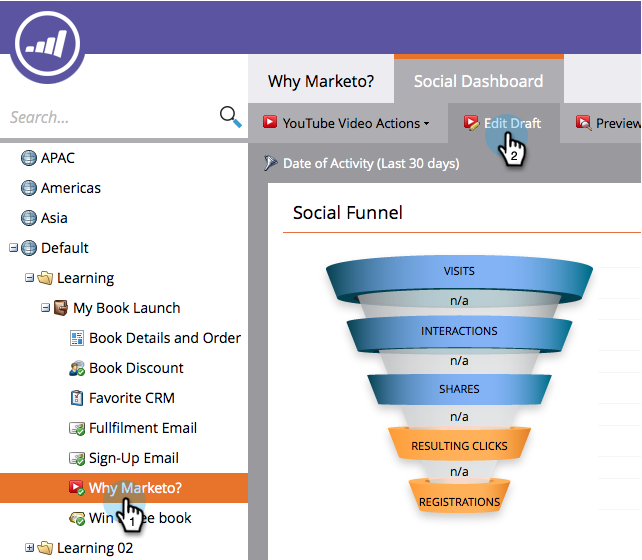 Why Marketo?
Social Dashboard
Search...
YouTube Video Actions
Edit Draft
Preview
2
Date of Activity (Last 30 days)
APAC
Americas
Asia
Default
Learning
My Book Launch
Book Details and Order
Book Discount
Favorite CRM
Fullfilment Email
Sign-Up Email
Why Marketo?
1
Win ee book
Learning 02
Social Funnel
VISITS
n/a
INTERACTIONS
n/a
SHARES
n/a
RESULTING CLICKS
n/a
REGISTRATIONS